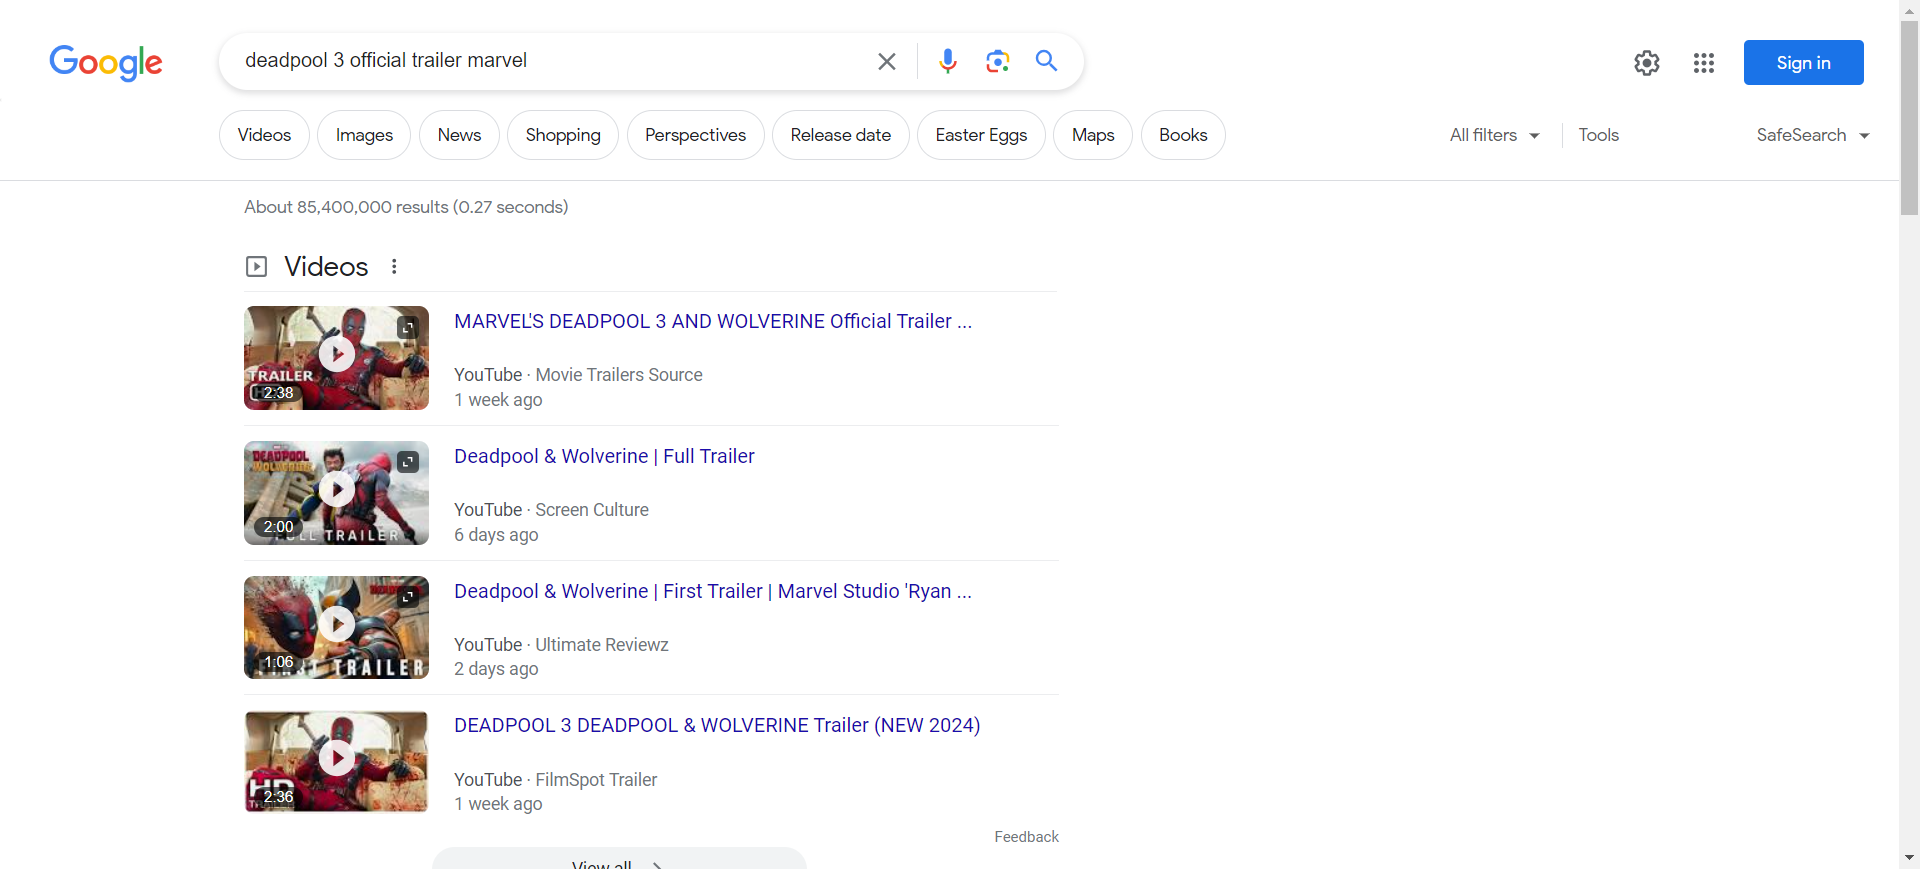 Google
deadpool 3 official trailer marvel
Sign in
Videos
Images
News
Shopping
Perspectives
Release date
Easter Eggs
Maps
Books
All filters
Tools
SafeSearch
About 85,400,000 results (0.27 seconds)
Videos
TRAILER
2:38
MARVEL'S DEADPOOL 3 AND WOLVERINE Official Trailer ...
YouTube · Movie Trailers Source
1 week ago
DEADPOOL
WOLVERINE
2:00
TRAILER
Deadpool & Wolverine | Full Trailer
YouTube · Screen Culture
6 days ago
1:06
TRAILER
Deadpool & Wolverine | First Trailer | Marvel Studio 'Ryan ...
YouTube · Ultimate Reviewz
2 days ago
HD
2:36
DEADPOOL 3 DEADPOOL & WOLVERINE Trailer (NEW 2024)
YouTube · FilmSpot Trailer
1 week ago
Feedback
View all